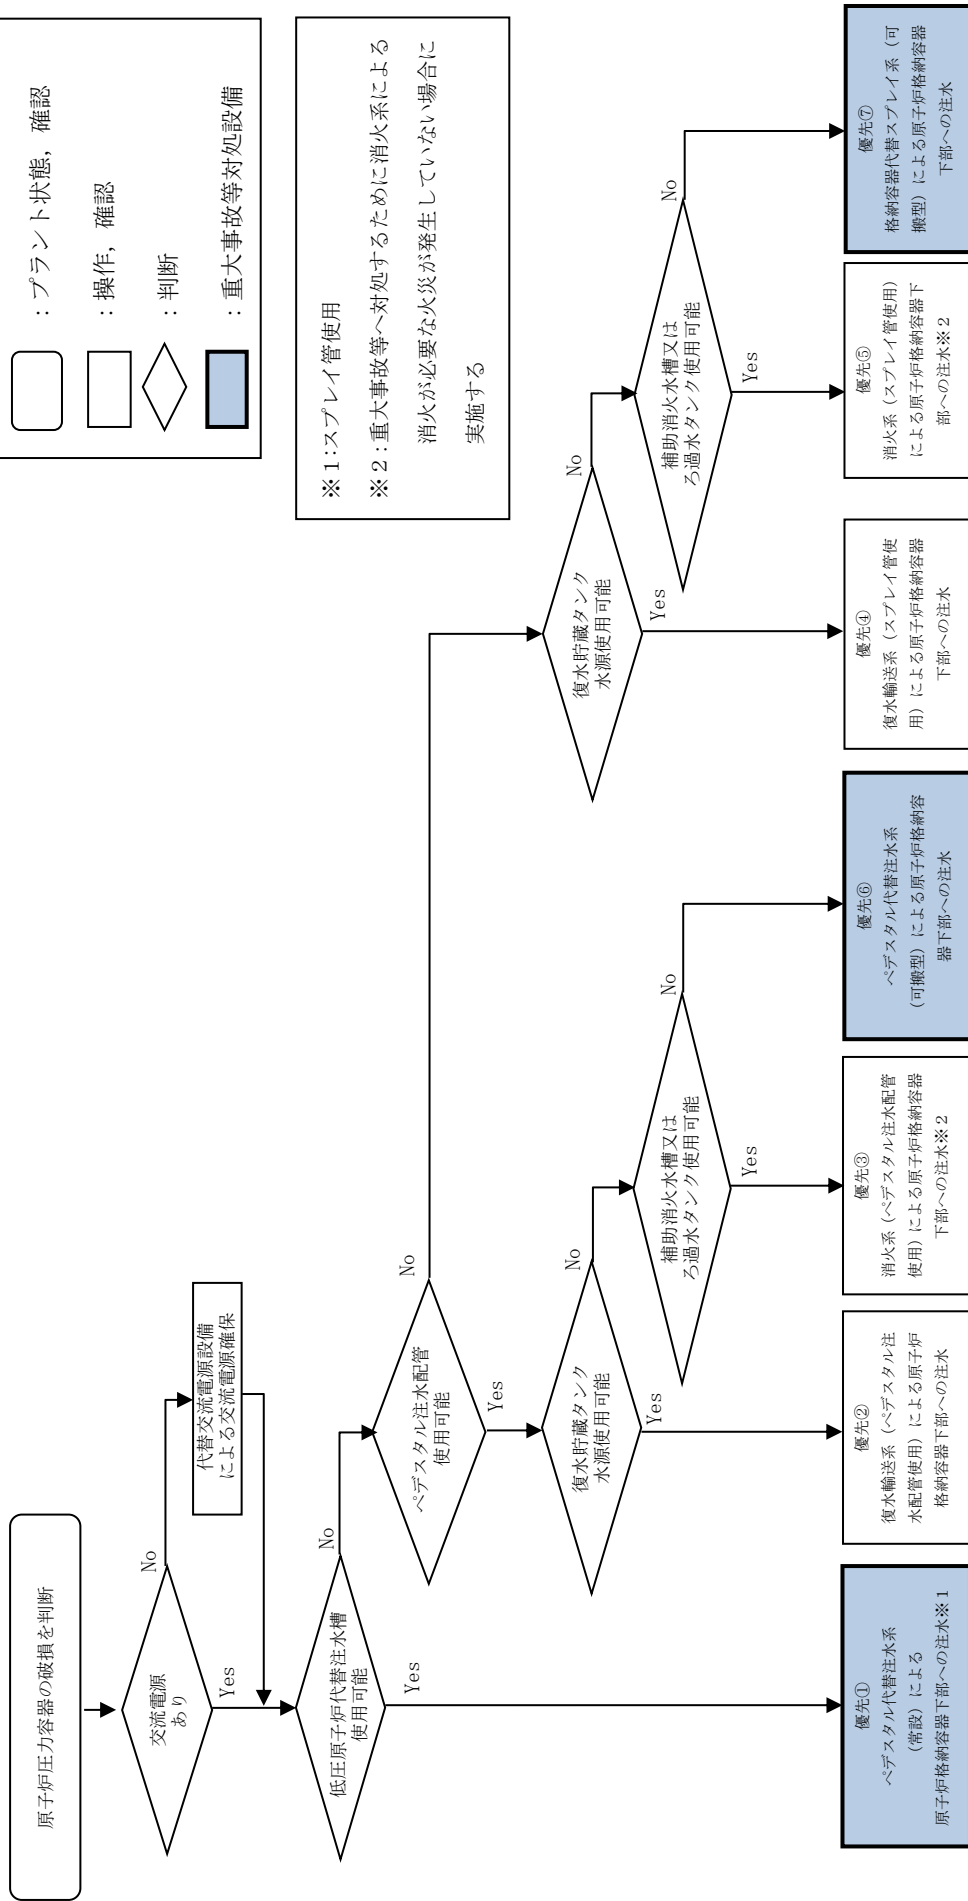 ：プラント状態，確認
：操作，確認
：判断
：重大事故等対処設備
※1:スプレイ管使用
※2:重大事故等へ対処するために消火系による
消火が必要な火災が発生していない場合に
実施する
原子炉圧力容器の破損を判断
交流電源
あり
No
Yes
代替交流電源設備
による交流電源確保
低圧原子炉代替注水槽
使用可能
No
Yes
ペデスタル注水配管
使用可能
No
Yes
復水貯蔵タンク
水源使用可能
No
Yes
補助消火水槽又は
ろ過水タンク使用可能
No
Yes
復水貯蔵タンク
水源使用可能
No
Yes
補助消火水槽又は
ろ過水タンク使用可能
No
Yes
優先①
ペデスタル代替注水系
（常設）による
原子炉格納容器下部への注水※1
優先②
復水輸送系（ペデスタル注
水配管使用）による原子炉
格納容器下部への注水
優先③
消火系（ペデスタル注水配管
使用）による原子炉格納容器
下部への注水※2
優先⑥
ペデスタル代替注水系
（可搬型）による原子炉格納容
器下部への注水
優先④
復水輸送系（スプレイ管使
用）による原子炉格納容器
下部への注水
優先⑤
消火系（スプレイ管使用）
による原子炉格納容器下
部への注水※2
優先⑦
格納容器代替スプレイ系（可
搬型）による原子炉格納容器
下部への注水